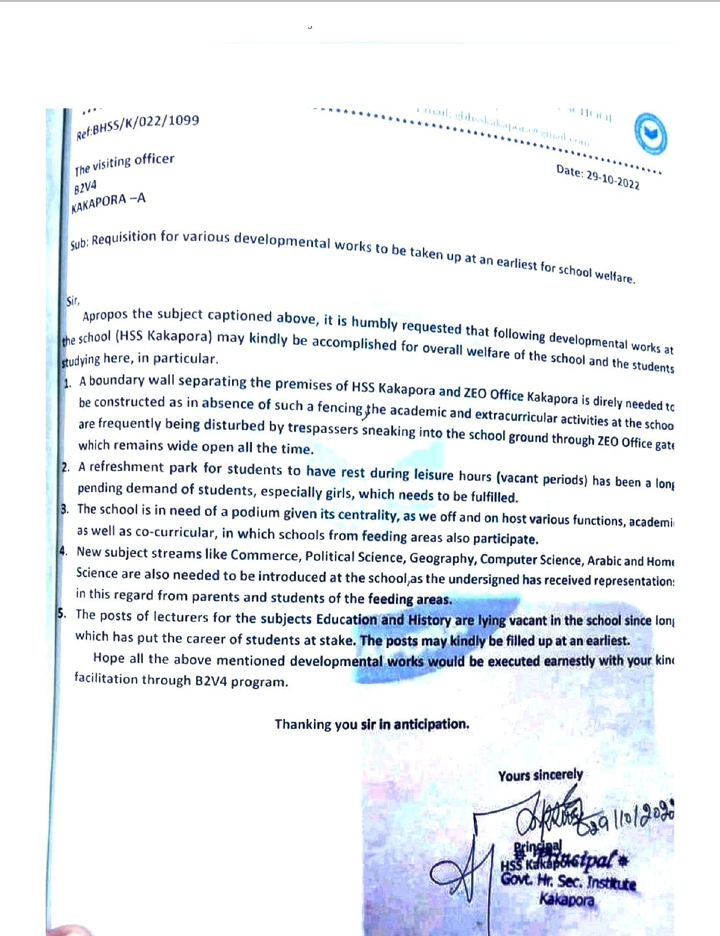 Ref:BHSS/K/022/1099
Date: 29-10-2022
The visiting officer
B2V4
KAKAPORA –A
Sub: Requisition for various developmental works to be taken up at an earliest for school welfare.
Sir,
Apropos the subject captioned above, it is humbly requested that following developmental works at
the school (HSS Kakapora) may kindly be accomplished for overall welfare of the school and the students
studying here, in particular.
1. A boundary wall separating the premises of HSS Kakapora and ZEO Office Kakapora is direly needed to
be constructed as in absence of such a fencing,the academic and extracurricular activities at the schoo
are frequently being disturbed by trespassers sneaking into the school ground through ZEO Office gate
which remains wide open all the time.
2. A refreshment park for students to have rest during leisure hours (vacant periods) has been a long
pending demand of students, especially girls, which needs to be fulfilled.
3. The school is in need of a podium given its centrality, as we off and on host various functions, academi
as well as co-curricular, in which schools from feeding areas also participate.
4. New subject streams like Commerce, Political Science, Geography, Computer Science, Arabic and Home
Science are also needed to be introduced at the school,as the undersigned has received representation
in this regard from parents and students of the feeding areas.
5. The posts of lecturers for the subjects Education and History are lying vacant in the school since long
which has put the career of students at stake. The posts may kindly be filled up at an earliest.
Hope all the above mentioned developmental works would be executed earnestly with your kind
facilitation through B2V4 program.
Thanking you sir in anticipation.
Yours sincerely
29/10/2022
Principal
HSS Kakapora
Principal
Govt. Hr. Sec. Institute
Kakapora